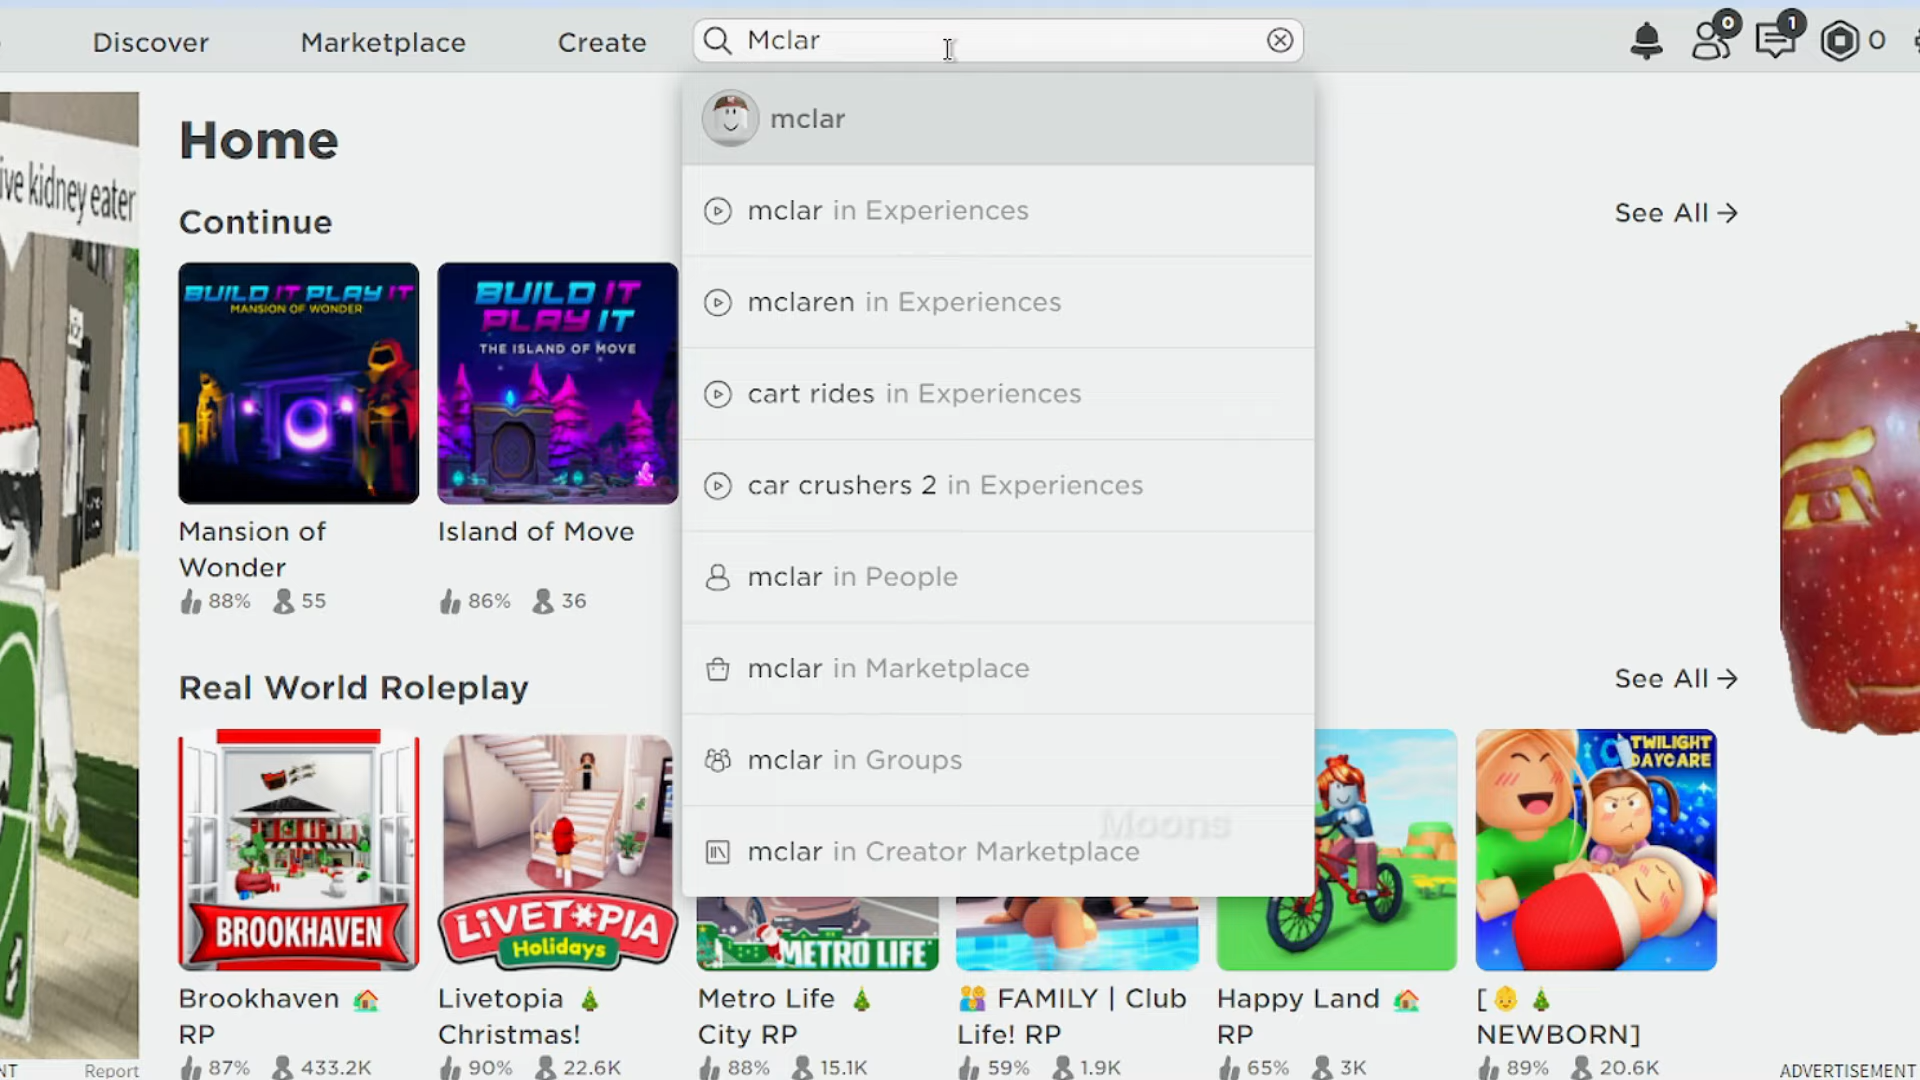 Discover
Marketplace
Create
Mclar
0
1
0
mclar
mclar in Experiences
mclaren in Experiences
cart rides in Experiences
car crushers 2 in Experiences
mclar in People
mclar in Marketplace
mclar in Groups
mclar in Creator Marketplace
Moons
ive kidney eater
Home
Continue
See All →
BUILD IT PLAY IT
MANSION OF WONDER
BUILD IT
PLAY IT
THE ISLAND OF MOVE
Mansion of
Wonder
88% 55
Island of Move
86% 36
Real World Roleplay
See All →
BROOKHAVEN
LIVETOPIA
Holidays
METRO LIFE
TWILIGHT
DAYCARE
Brookhaven 🏡
RP
87% 433.2K
Livetopia 🎄
Christmas!
90% 22.6K
Metro Life 🎄
City RP
88% 15.1K
👨‍👩‍👧 FAMILY | Club
Life! RP
59% 1.9K
Happy Land 🏡
RP
65% 3K
[👶🎄
NEWBORN]
89% 20.6K
NT
Report
ADVERTISEMENT